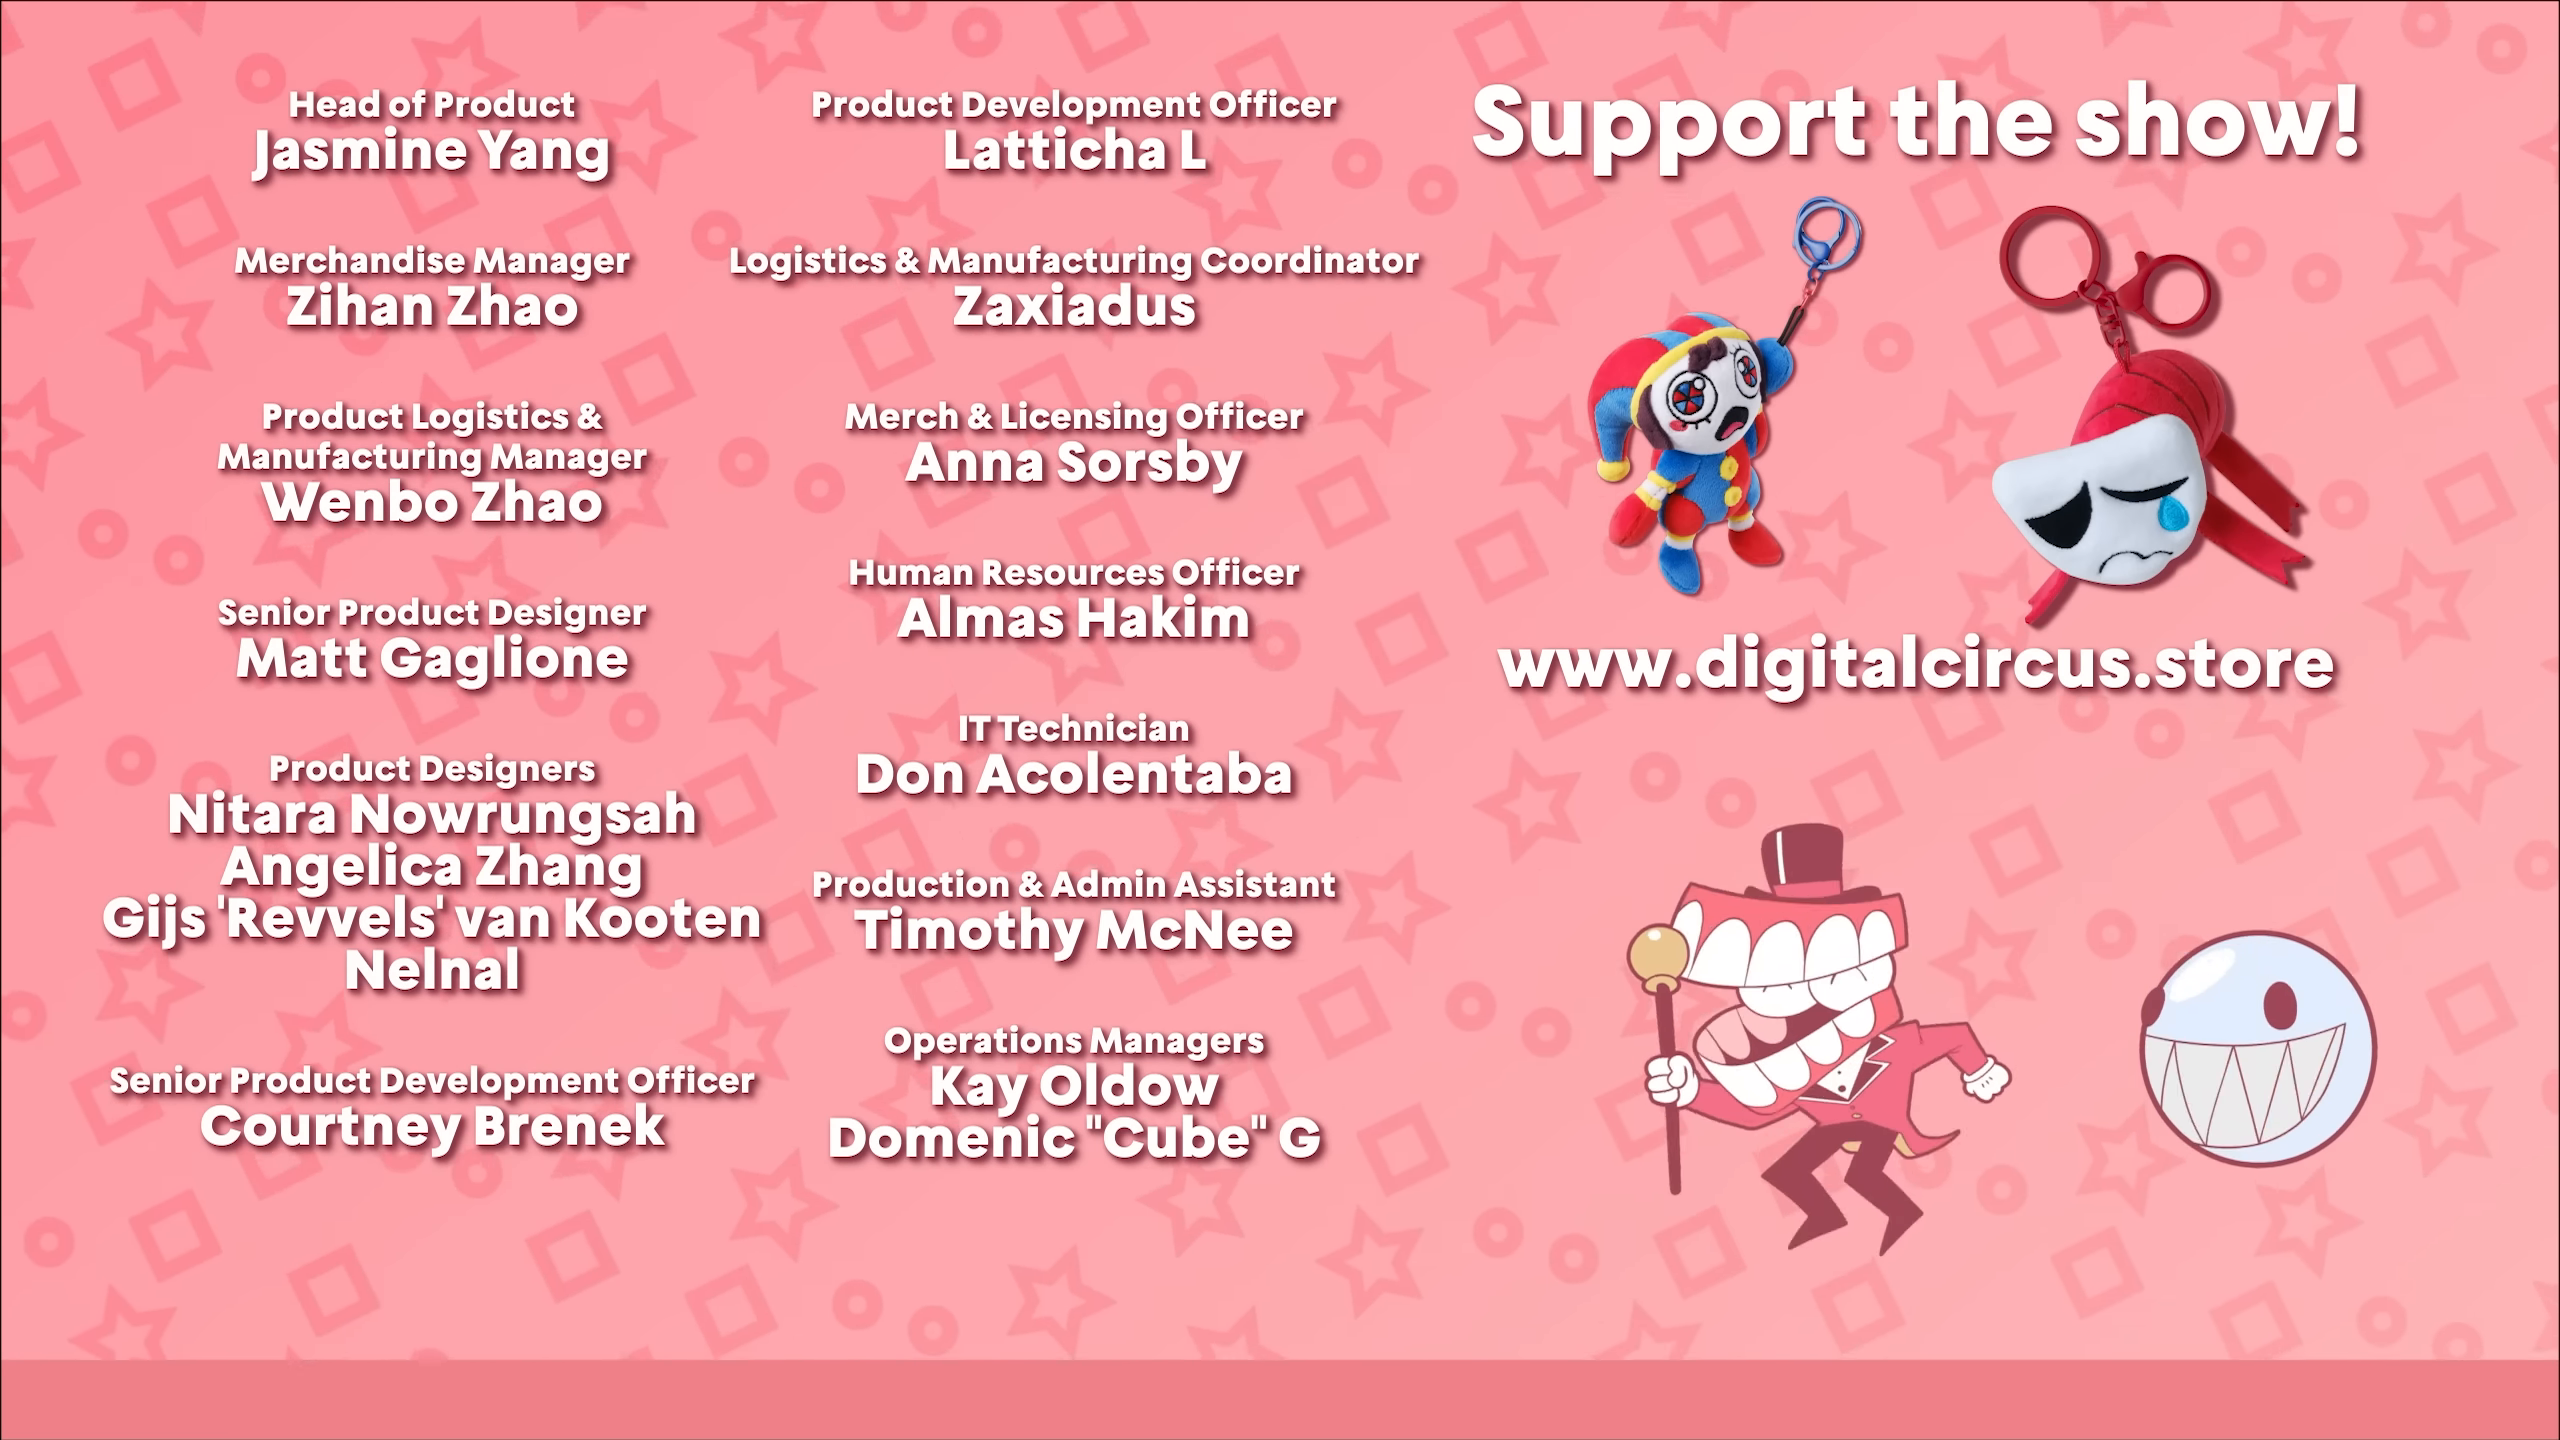 Head of Product
Jasmine Yang
Merchandise Manager
Zihan Zhao
Product Logistics &
Manufacturing Manager
Wenbo Zhao
Senior Product Designer
Matt Gaglione
Product Designers
Nitara Nowrungsah
Angelica Zhang
Gijs 'Revvels' van Kooten
Nelnal
Senior Product Development Officer
Courtney Brenek
Product Development Officer
Latticha L
Logistics & Manufacturing Coordinator
Zaxiadus
Merch & Licensing Officer
Anna Sorsby
Human Resources Officer
Almas Hakim
IT Technician
Don Acolentaba
Production & Admin Assistant
Timothy McNee
Operations Managers
Kay Oldow
Domenic "Cube" G
Support the show!
www.digitalcircus.store